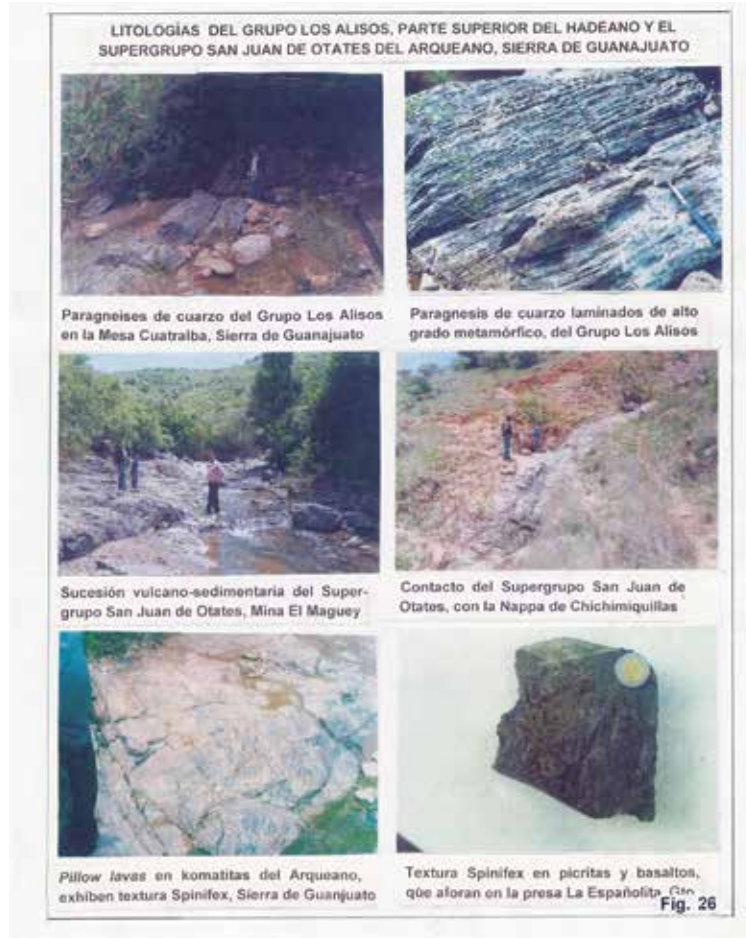 LITOLOGÍAS DEL GRUPO LOS ALISOS, PARTE SUPERIOR DEL HADEANO Y EL
SUPERGRUPO SAN JUAN DE OTATES DEL ARQUEANO, SIERRA DE GUANAJUATO
Paragneises de cuarzo del Grupo Los Alisos
en la Mesa Cuatralba, Sierra de Guanajuato
Paragnesis de cuarzo laminados de alto
grado metamórfico, del Grupo Los Alisos
Sucesión vulcano-sedimentaria del Super-
grupo San Juan de Otates, Mina El Maguey
Contacto del Supergrupo San Juan de
Otates, con la Nappa de Chichimiquillas
Pillow lavas en komatitas del Arqueano,
exhiben textura Spinifex, Sierra de Guanjuato
Textura Spinifex en picritas y basaltos,
que afloran en la presa La Españolita, Gto.
Fig. 26